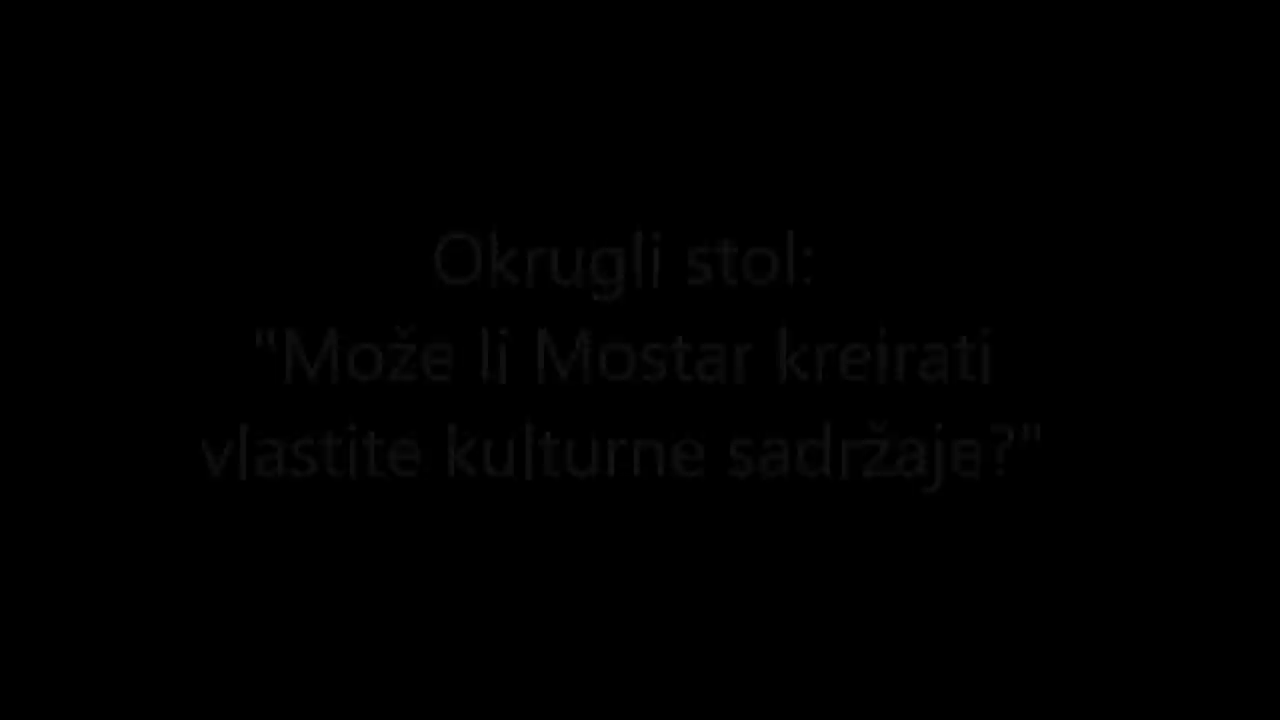 Okrugli stol:
"Može li Mostar kreirati
vlastite kulturne sadržaje?"